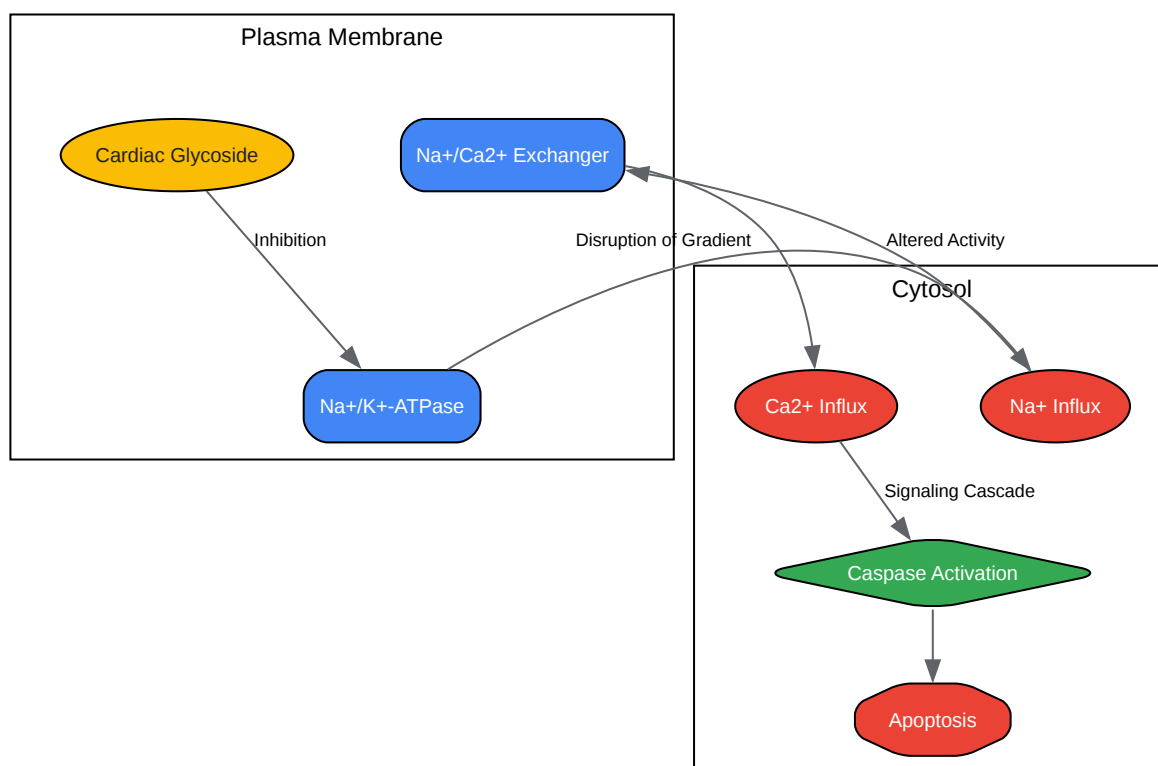 Plasma Membrane
Cardiac Glycoside
Na+/Ca2+ Exchanger
Inhibition
Disruption of Gradient
Altered Activity
Cytosol
Na+/K+-ATPase
Ca2+ Influx
Na+ Influx
Signaling Cascade
Caspase Activation
Apoptosis